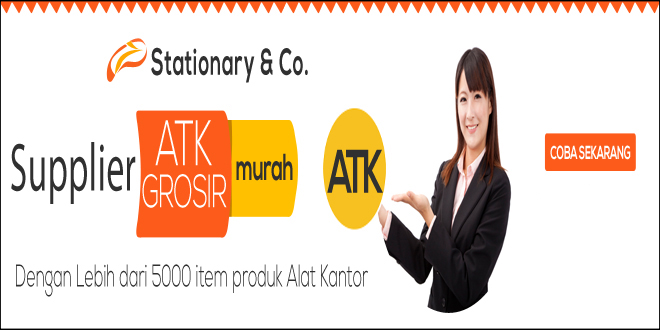 Stationary & Co.
Supplier
ATK
GROSIR
murah
ATK
COBA SEKARANG
Dengan Lebih dari 5000 item produk Alat Kantor